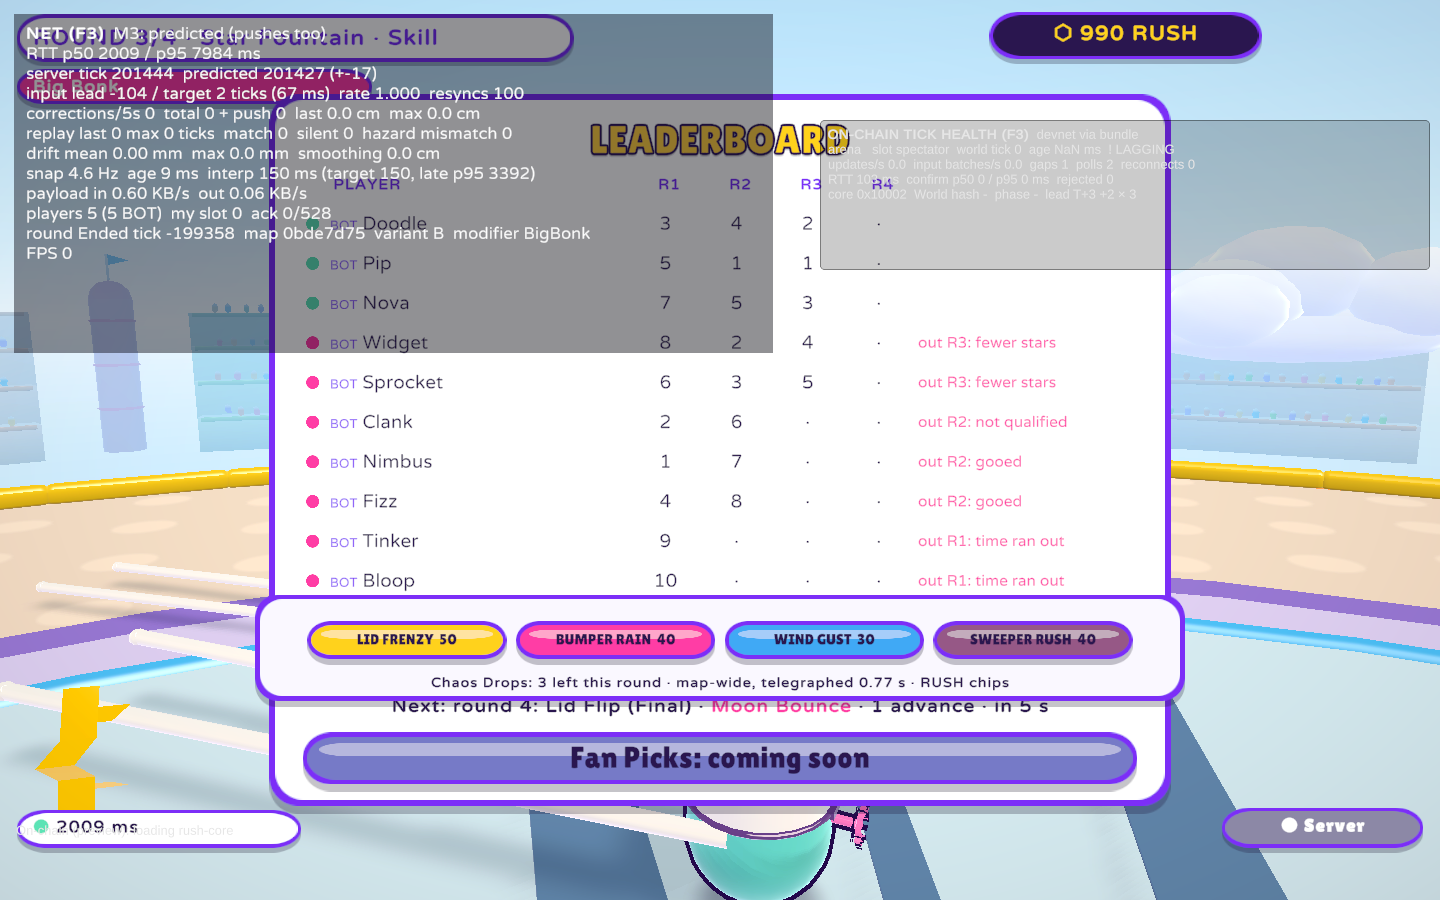 ROUND 3/4 · Star Fountain · Skill
Big Bonk
NET (F3) M3: predicted (pushes too)
RTT p50 2009 / p95 7984 ms
server tick 201444 predicted 201427 (+-17)
input lead -104 / target 2 ticks (67 ms) rate 1.000 resyncs 100
corrections/5s 0 total 0 + push 0 last 0.0 cm max 0.0 cm
replay last 0 max 0 ticks match 0 silent 0 hazard mismatch 0
drift mean 0.00 mm max 0.0 mm smoothing 0.0 cm
snap 4.6 Hz age 9 ms interp 150 ms (target 150, late p95 3392)
payload in 0.60 KB/s out 0.06 KB/s
players 5 (5 BOT) my slot 0 ack 0/528
round Ended tick -199358 map 0bde7d75 variant B modifier BigBonk
FPS 0
990 RUSH
ON-CHAIN TICK HEALTH (F3) devnet via bundle
arena slot spectator world tick 0 age NaN ms ! LAGGING
updates/s 0.0 input batches/s 0.0 gaps 1 polls 2 reconnects 0
confirm p50 0 / p95 0 ms rejected 0
core 0x10002 World hash - phase - lead T+3 +2 × 3
LEADERBOARD
PLAYER R1 R2 R3 R4
BOT Doodle 3 4 2 ·
BOT Pip 5 1 1 ·
BOT Nova 7 5 3 ·
BOT Widget 8 2 4 · out R3: fewer stars
BOT Sprocket 6 3 5 · out R3: fewer stars
BOT Clank 2 6 · · out R2: not qualified
BOT Nimbus 1 7 · · out R2: gooed
BOT Fizz 4 8 · · out R2: gooed
BOT Tinker 9 · · · out R1: time ran out
BOT Bloop 10 · · · out R1: time ran out
LID FRENZY 50
BUMPER RAIN 40
WIND GUST 30
SWEEPER RUSH 40
Chaos Drops: 3 left this round · map-wide, telegraphed 0.77 s · RUSH chips
Next: round 4: Lid Flip (Final) · Moon Bounce · 1 advance · in 5 s
Fan Picks: coming soon
2009 ms
loading rush-core
Server